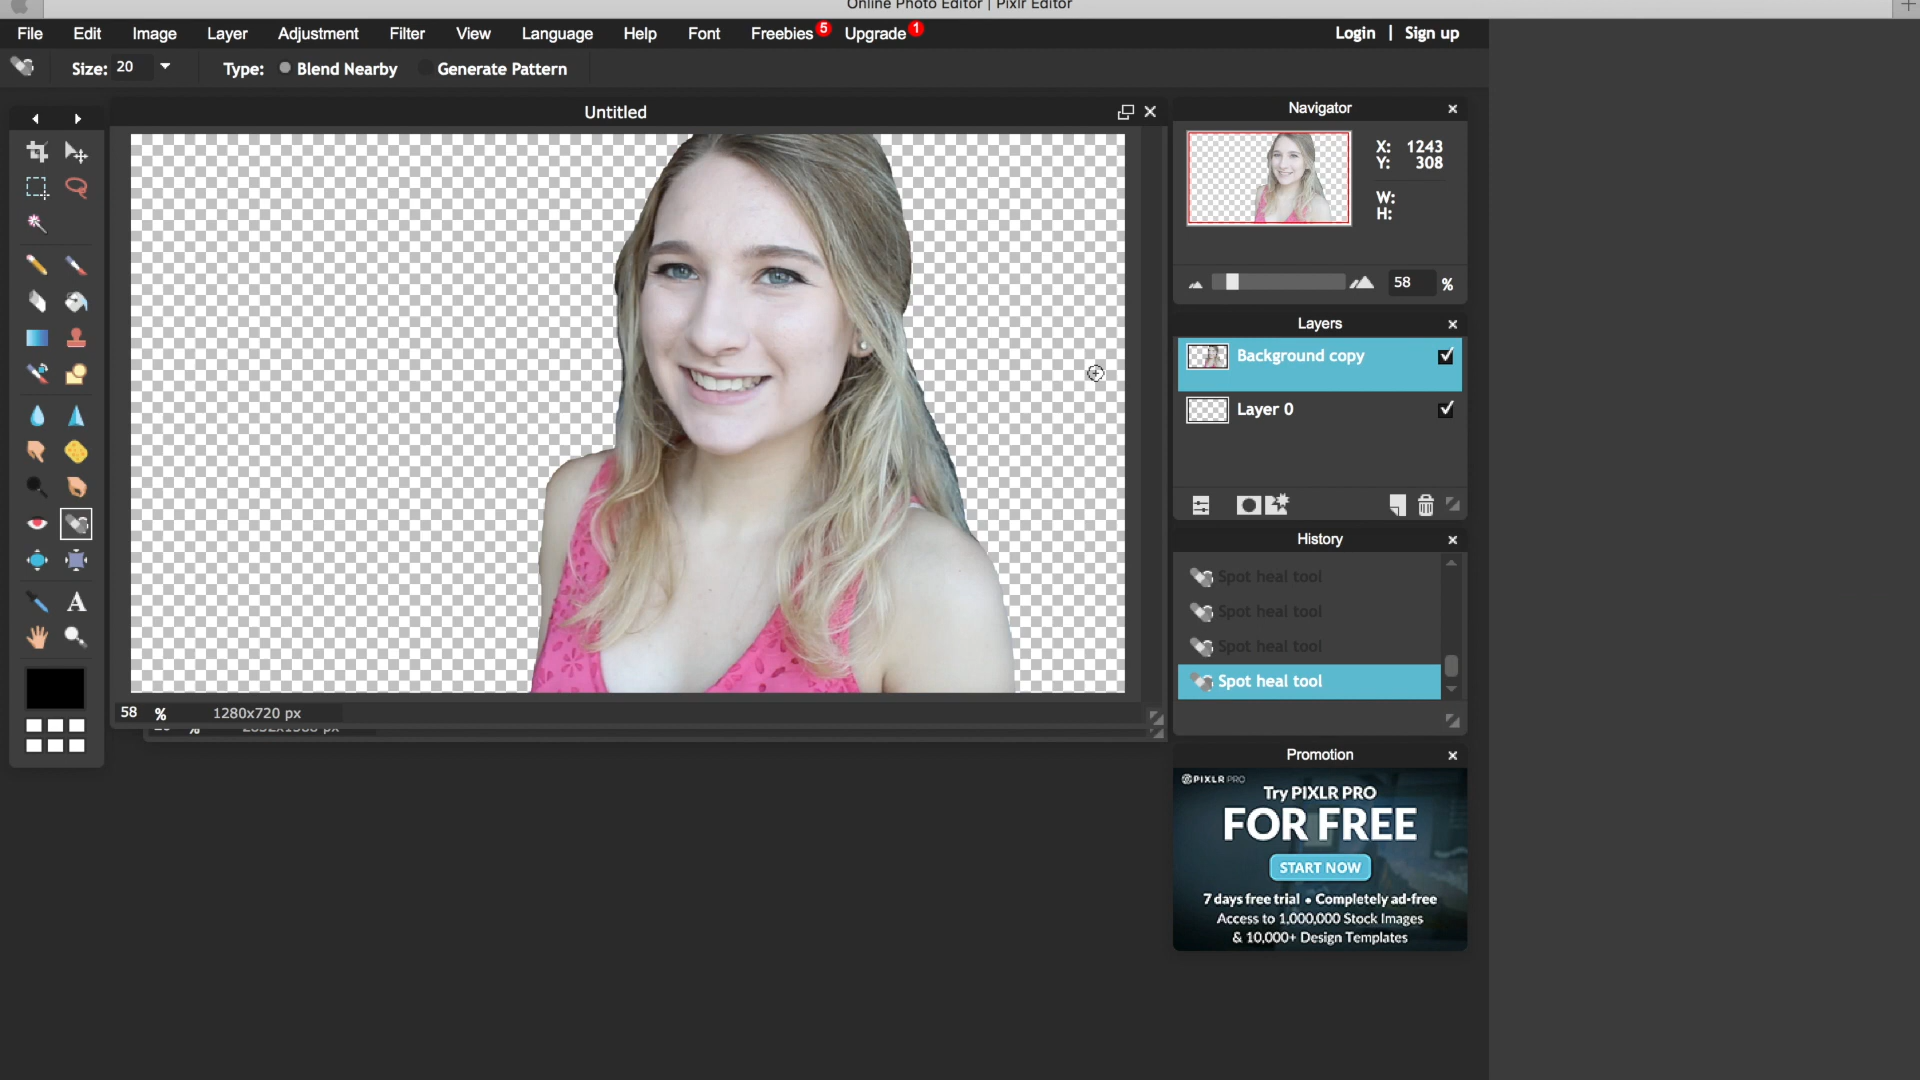 Online Photo Editor | Pixlr Editor
File Edit Image Layer Adjustment Filter View Language Help Font Freebies 5 Upgrade 1 Login | Sign up
Size: 20 Type: Blend Nearby Generate Pattern
Untitled
Navigator
X: 1243
Y: 308
W:
H:
58 %
Layers
Background copy
Layer 0
History
Spot heal tool
Spot heal tool
Spot heal tool
Spot heal tool
58 % 1280x720 px
Promotion
PIXLR PRO
Try PIXLR PRO
FOR FREE
START NOW
7 days free trial • Completely ad-free
Access to 1,000,000 Stock Images
& 10,000+ Design Templates